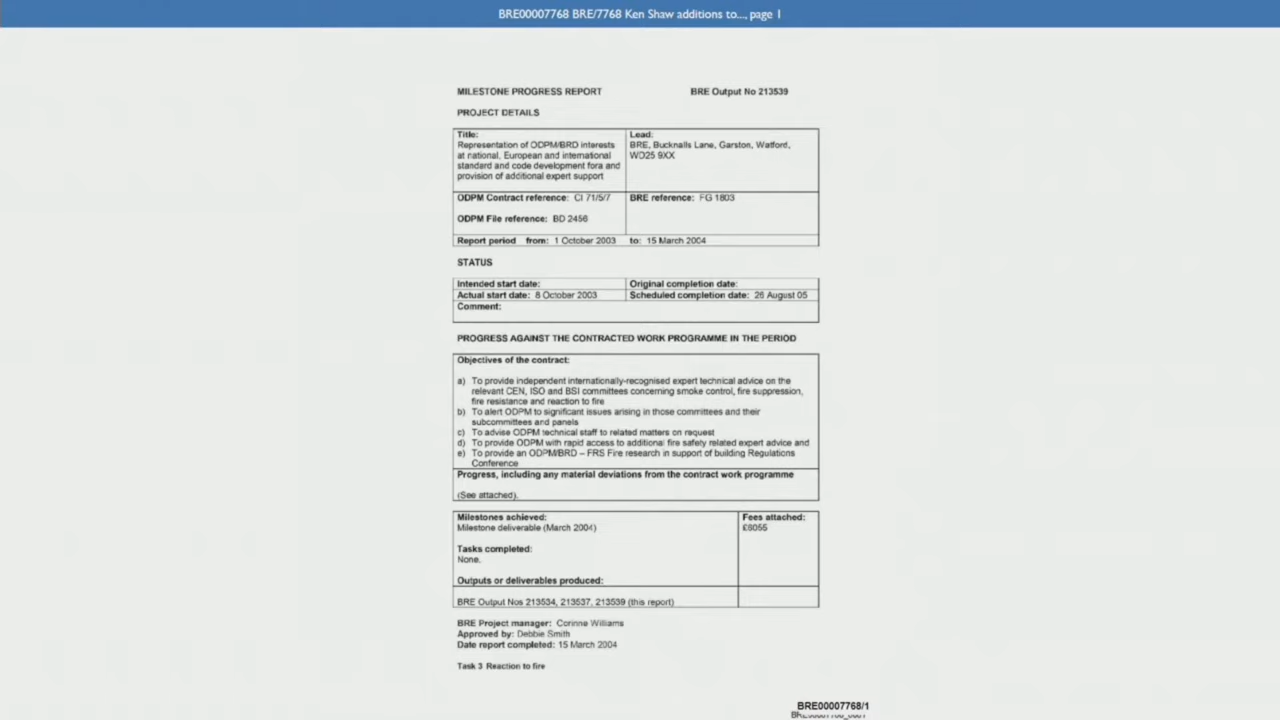 BRE00007768 BRE/7768 Ken Shaw additions to..., page 1
MILESTONE PROGRESS REPORT BRE Output No 213539
PROJECT DETAILS
Title: Lead:
Representation of ODPM/BRD interests BRE, Bucknalls Lane, Garston, Watford,
at national, European and international WD25 9XX
standard and code development fora and
provision of additional expert support
ODPM Contract reference: CI 71/5/7 BRE reference: FG 1803
ODPM File reference: BD 2456
Report period from: 1 October 2003 to: 15 March 2004
STATUS
Intended start date: Original completion date:
Actual start date: 8 October 2003 Scheduled completion date: 26 August 05
Comment:
PROGRESS AGAINST THE CONTRACTED WORK PROGRAMME IN THE PERIOD
Objectives of the contract:
a) To provide independent internationally-recognised expert technical advice on the
relevant CEN, ISO and BSI committees concerning smoke control, fire suppression,
fire resistance and reaction to fire
b) To alert ODPM to significant issues arising in those committees and their
subcommittees and panels
c) To advise ODPM technical staff to related matters on request
d) To provide ODPM with rapid access to additional fire safety related expert advice and
e) To provide an ODPM/BRD – FRS Fire research in support of building Regulations
Conference
Progress, including any material deviations from the contract work programme
(See attached).
Milestones achieved: Fees attached:
Milestone deliverable (March 2004) £6055
Tasks completed:
None.
Outputs or deliverables produced:
BRE Output Nos 213534, 213537, 213539 (this report)
BRE Project manager: Corinne Williams
Approved by: Debbie Smith
Date report completed: 15 March 2004
Task 3 Reaction to fire
BRE00007768/1